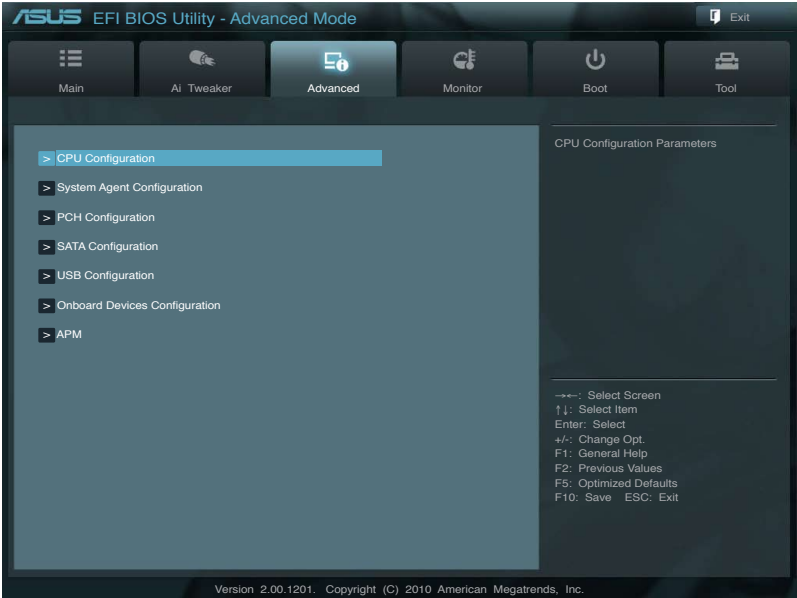 ASUS EFI BIOS Utility - Advanced Mode
Exit
Main
Ai Tweaker
Advanced
Monitor
Boot
Tool
> CPU Configuration
> System Agent Configuration
> PCH Configuration
> SATA Configuration
> USB Configuration
> Onboard Devices Configuration
> APM
CPU Configuration Parameters
→←: Select Screen
↑↓: Select Item
Enter: Select
+/-: Change Opt.
F1: General Help
F2: Previous Values
F5: Optimized Defaults
F10: Save ESC: Exit
Version 2.00.1201. Copyright (C) 2010 American Megatrends, Inc.